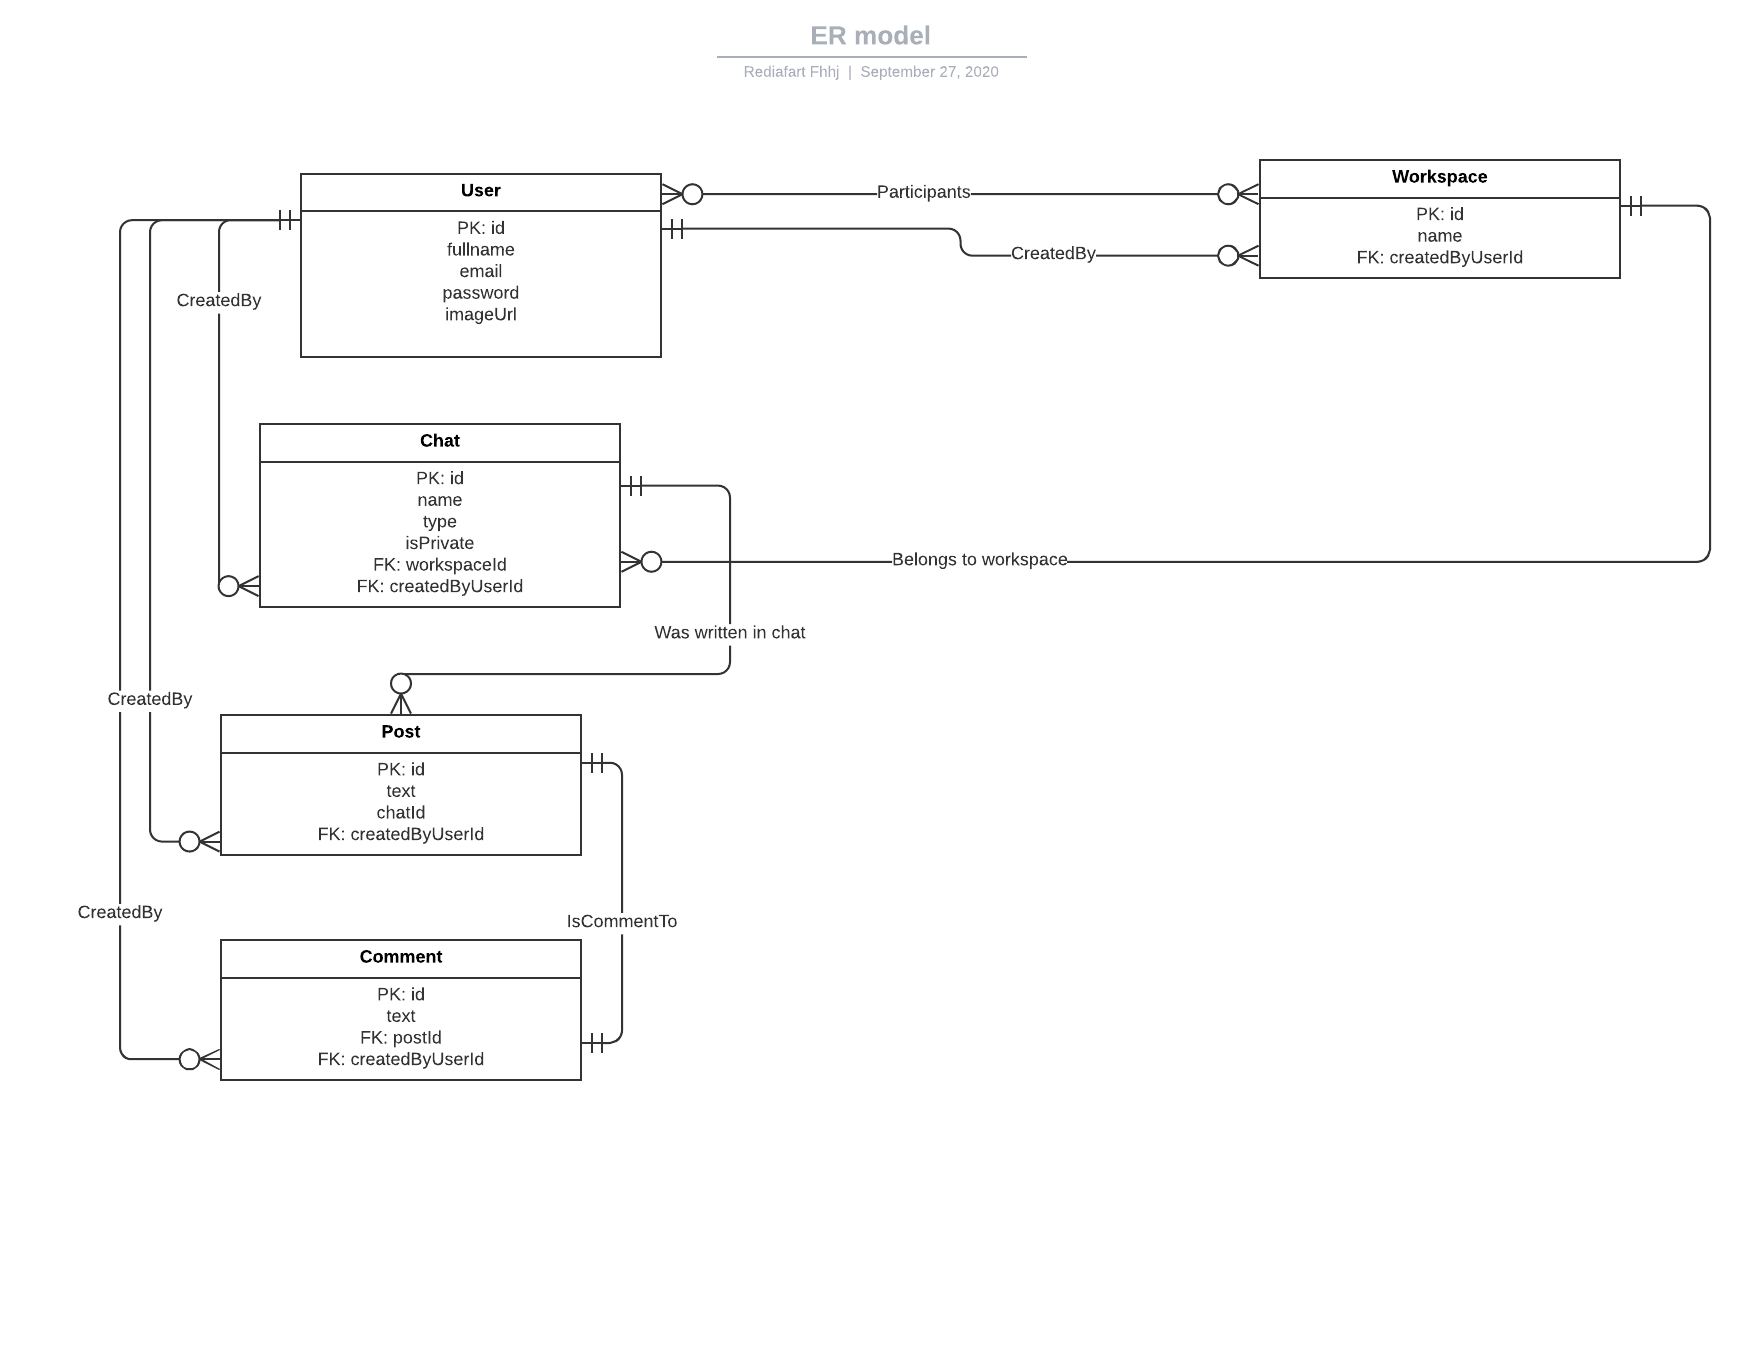 ER model
Rediafart Fhhj | September 27, 2020
User
PK: id
fullname
email
password
imageUrl
Participants
CreatedBy
Workspace
PK: id
name
FK: createdByUserId
CreatedBy
Chat
PK: id
name
type
isPrivate
FK: workspaceId
FK: createdByUserId
Belongs to workspace
Was written in chat
CreatedBy
Post
PK: id
text
chatId
FK: createdByUserId
CreatedBy
IsCommentTo
Comment
PK: id
text
FK: postId
FK: createdByUserId